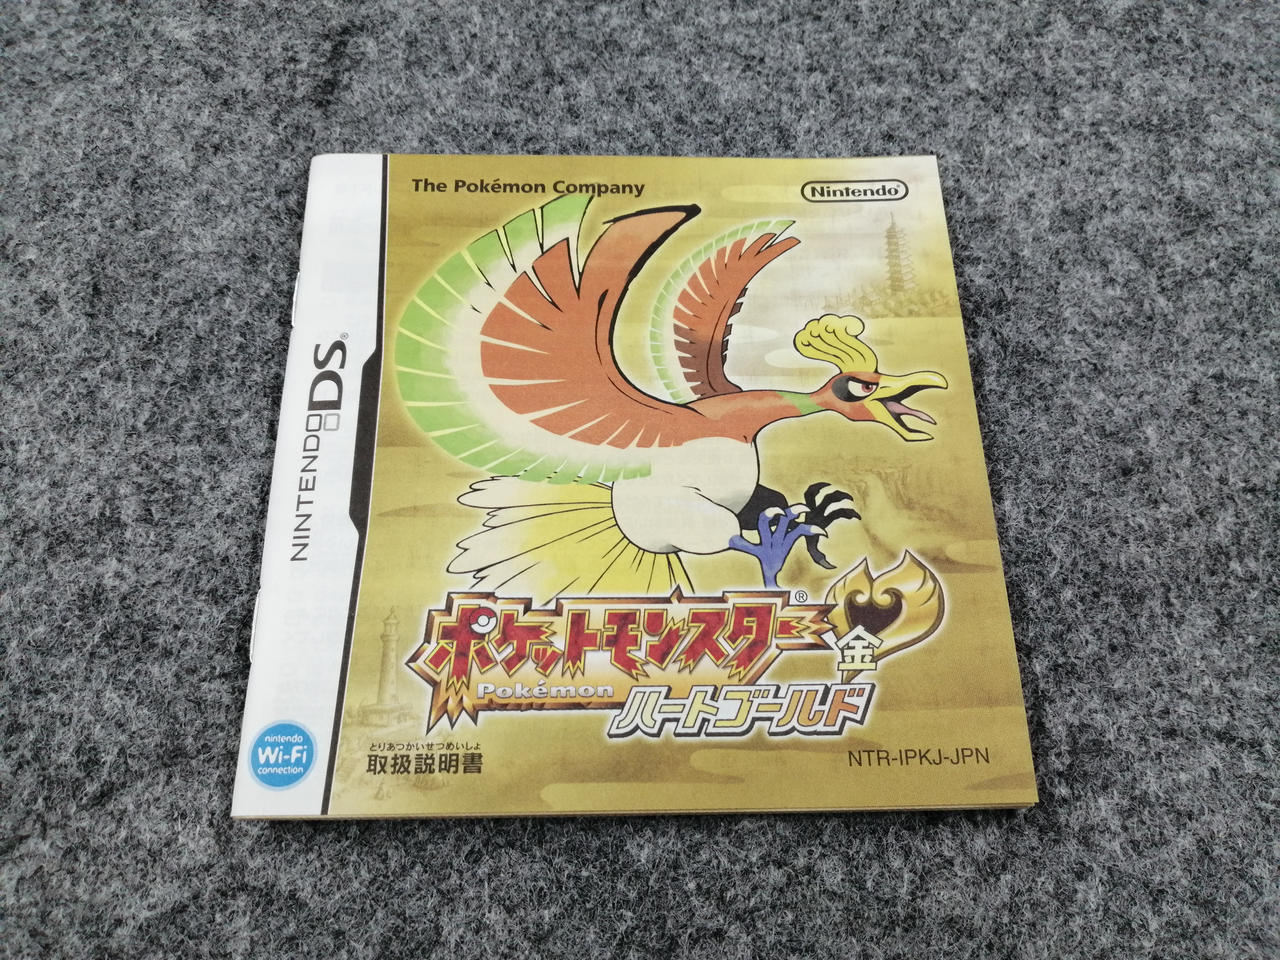 The Pokémon Company
Nintendo®
NINTENDO DS®
ポケットモンスター®
金
Pokémon
ハートゴールド
とりあつかいせつめいしょ
取扱説明書
NTR-IPKJ-JPN
nintendo
Wi-Fi
connection